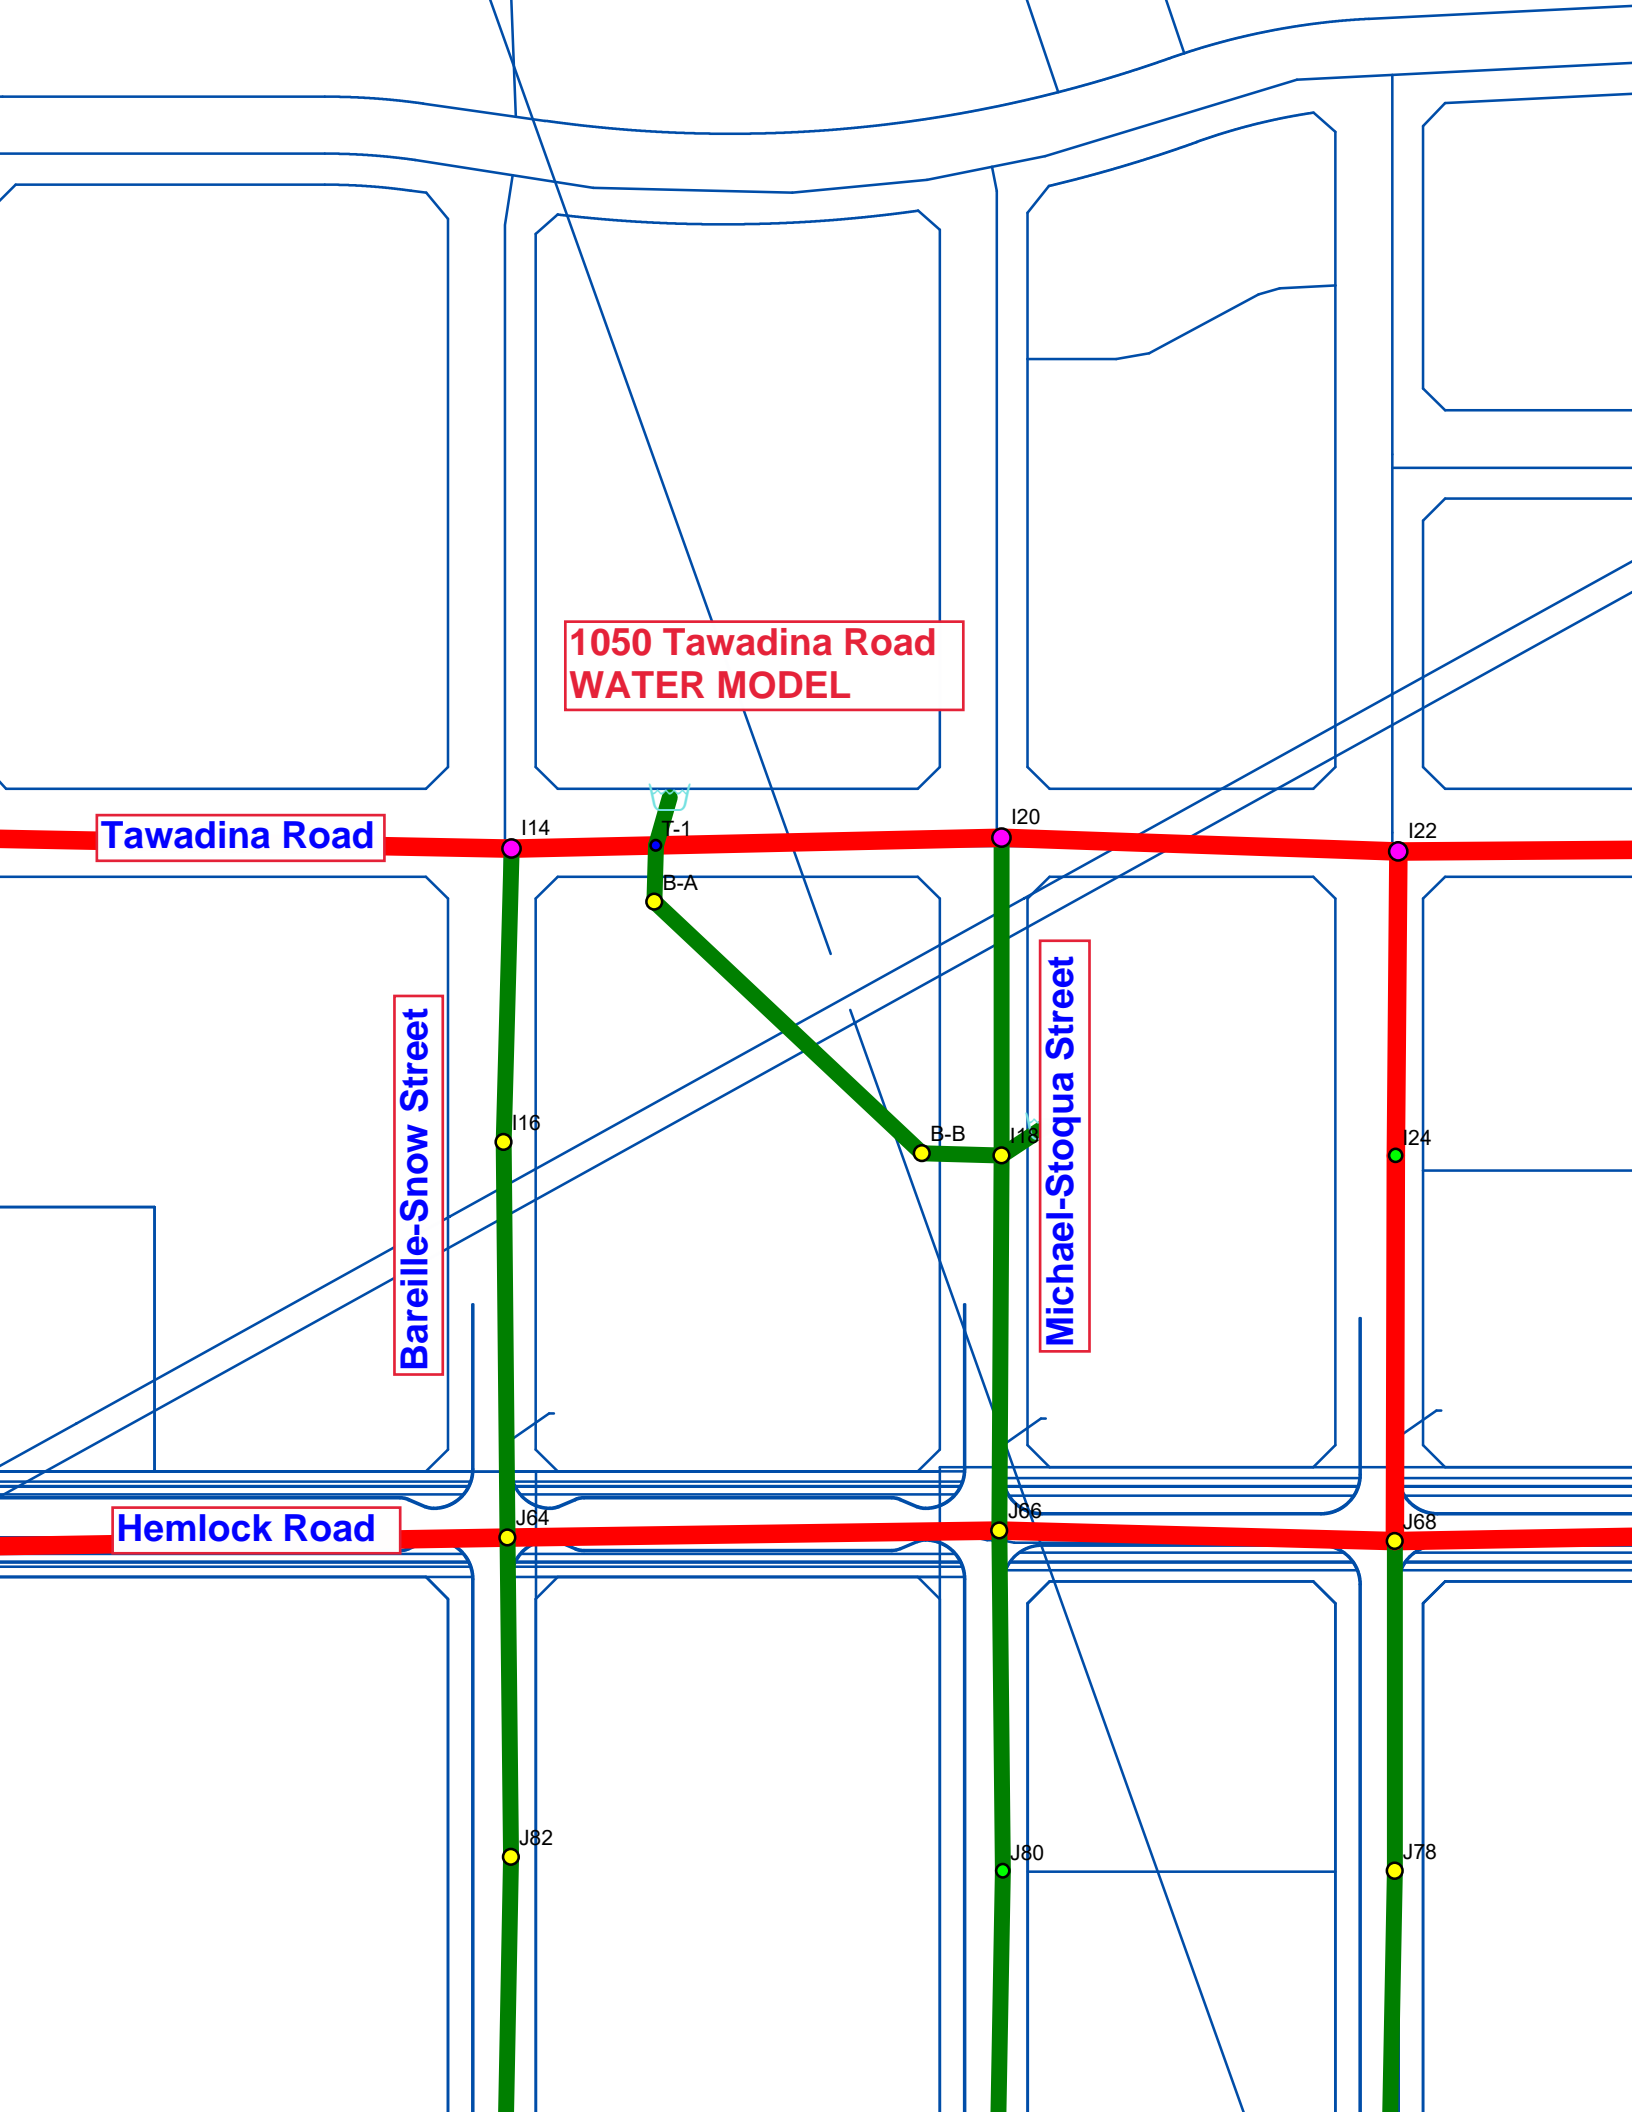 1050 Tawadina Road
WATER MODEL
I20
I14
T-1
I22
Tawadina Road
B-A
Bareille-Snow Street
Michael-Stoqua Street
I16
B-B
I18
I24
J64
J66
J68
Hemlock Road
J82
J80
J78